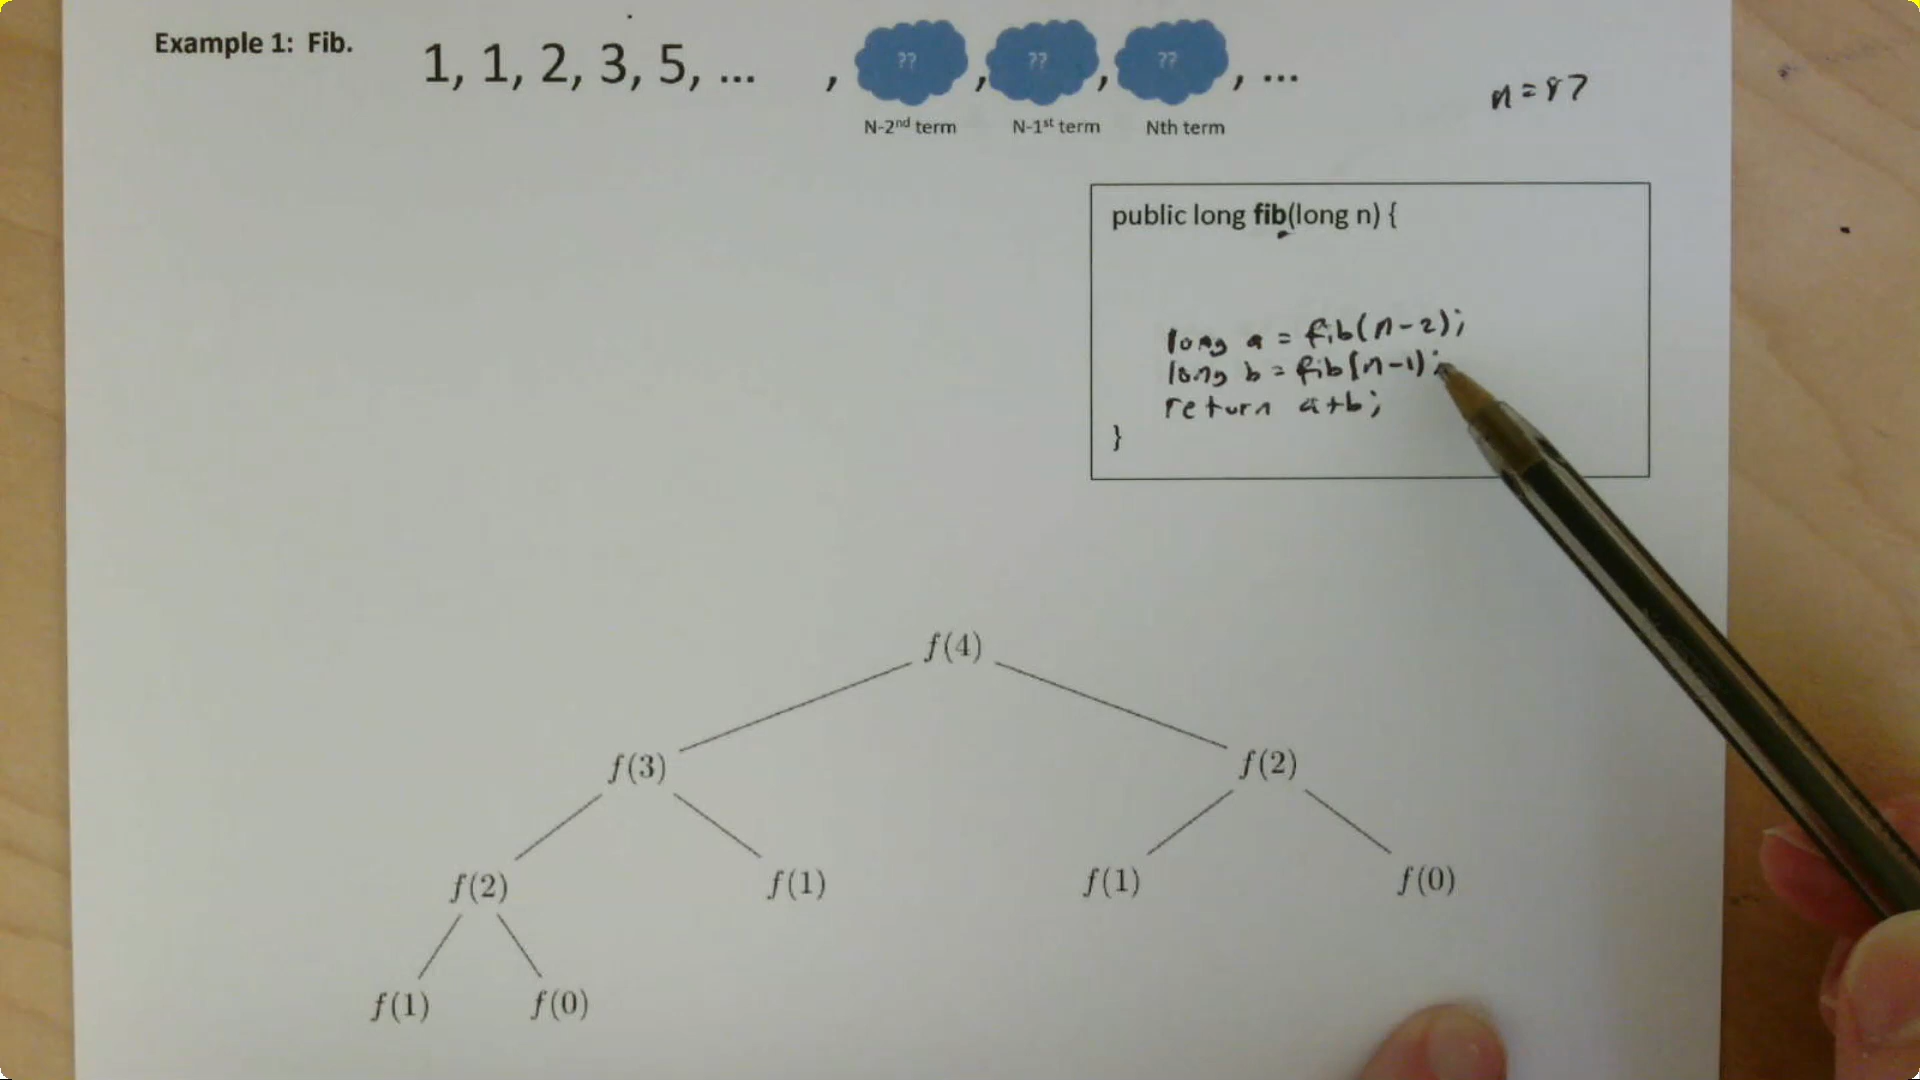 Example 1: Fib.
1, 1, 2, 3, 5, ... , ??, ??, ??, ...
N-2nd term N-1st term Nth term
n=87
public long fib(long n) {
long a = fib(n-2);
long b = fib(n-1);
return a+b;
}
f(4)
f(3) f(2)
f(2) f(1) f(1) f(0)
f(1) f(0)